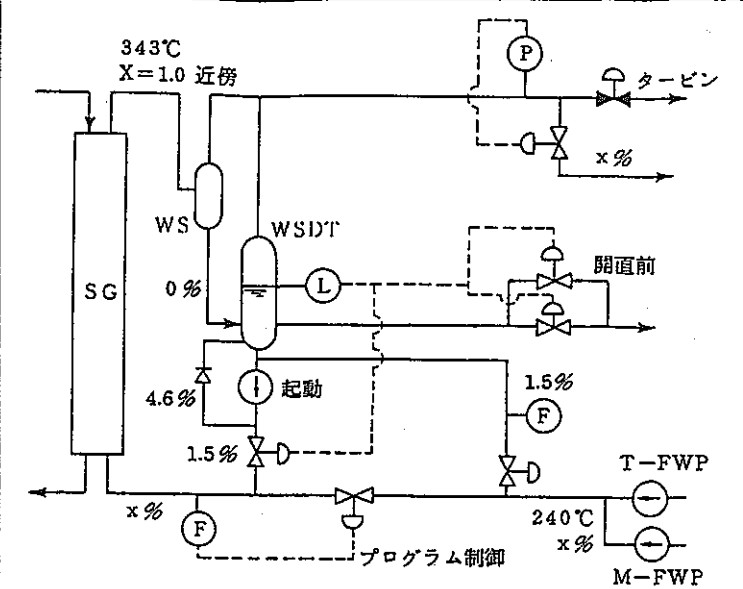 343℃
X=1.0 近傍
P
タービン
x%
WS
WSDT
SG
0%
L
開直前
4.6%
起動
1.5%
F
1.5%
T-FWP
x%
F
240℃
x%
プログラム制御
M-FWP